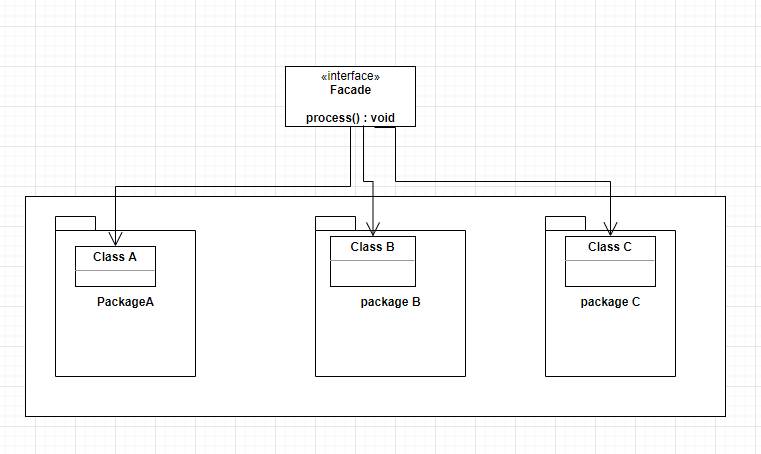 «interface»
Facade
process() : void
Class A
PackageA
Class B
package B
Class C
package C